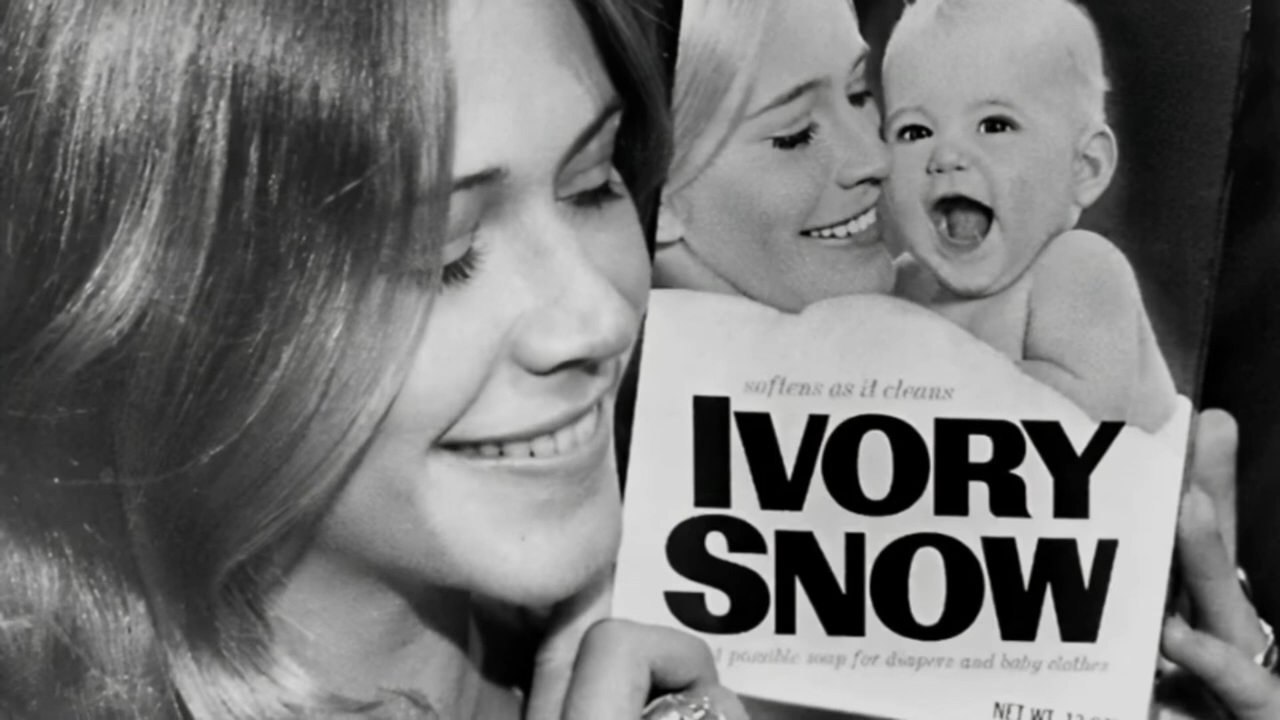 softens as it cleans
IVORY
SNOW
possible soap for diapers and baby clothes
NET WT.